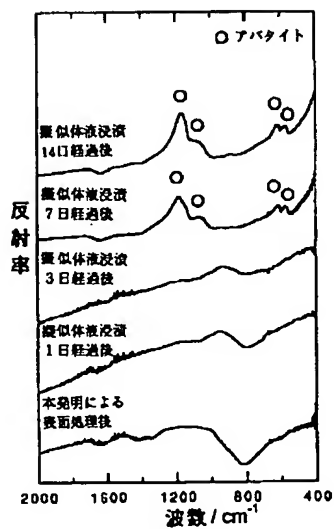 ○ アパタイト
擬似体液浸漬
14日経過後
擬似体液浸漬
7日経過後
擬似体液浸漬
3日経過後
擬似体液浸漬
1日経過後
本発明による
表面処理後
反射率
2000 1600 1200 800 400
波数/cm⁻¹